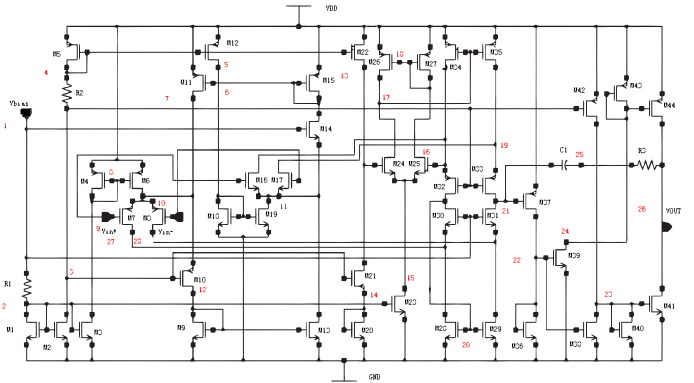 VDD
M5
M12
M22
M26
18
M27
M34
M35
4
5
M11
M15
13
R2
7
6
17
M42
M43
M44
Vbias
1
M14
19
16
C1
25
R3
M4
8
M6
M16
M17
M24
M25
M32
M33
10
11
21
M37
26
VOUT
9
Vin+
M7
M8
Vin-
M18
M19
M30
M31
27
28
24
22
M39
3
M10
M21
15
R1
12
14
23
2
M23
M41
M1
M2
M3
M9
M13
M20
M28
M29
20
M36
M38
M40
GND